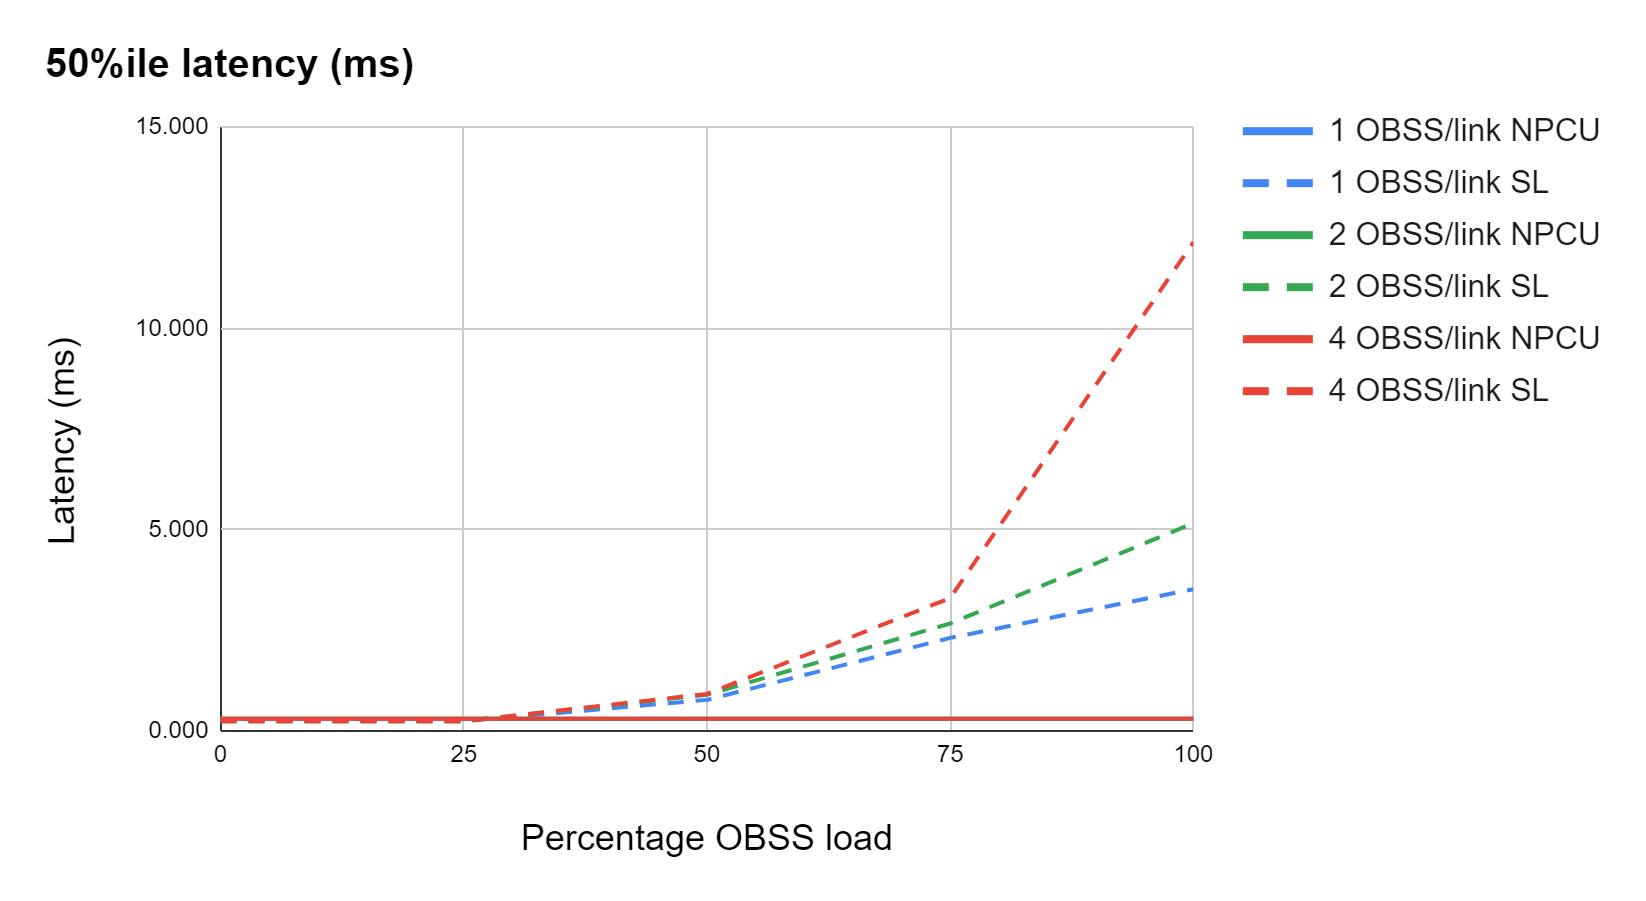 50%ile latency (ms)
15.000
10.000
5.000
0.000
Latency (ms)
0
25
50
75
100
Percentage OBSS load
1 OBSS/link NPCU
1 OBSS/link SL
2 OBSS/link NPCU
2 OBSS/link SL
4 OBSS/link NPCU
4 OBSS/link SL